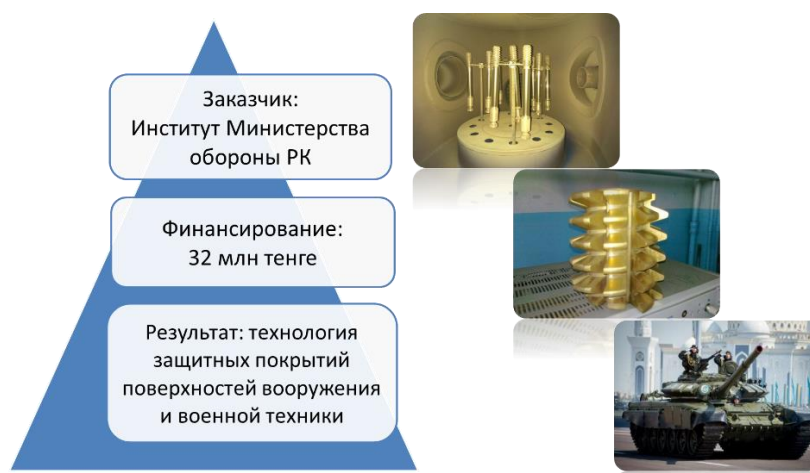 Заказчик:
Институт Министерства
обороны РК
Финансирование:
32 млн тенге
Результат: технология
защитных покрытий
поверхностей вооружения
и военной техники